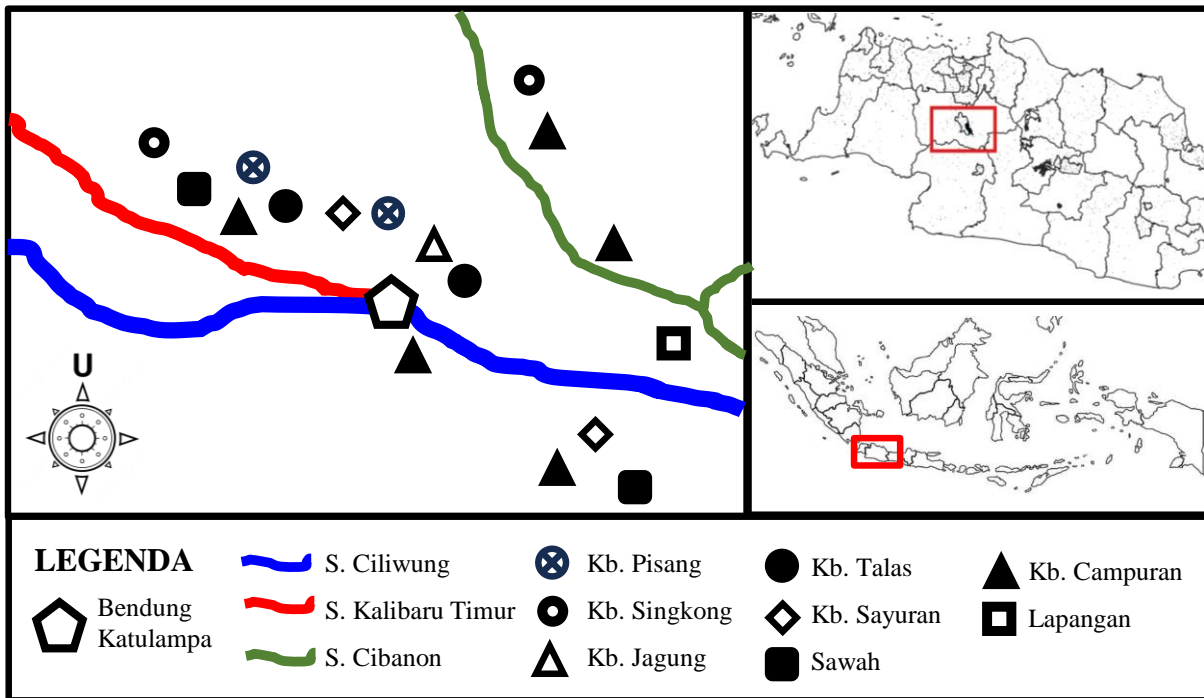 U
LEGENDA
Bendung
Katulampa
S. Ciliwung
S. Kalibaru Timur
S. Cibanon
Kb. Pisang
Kb. Singkong
Kb. Jagung
Kb. Talas
Kb. Sayuran
Sawah
Kb. Campuran
Lapangan